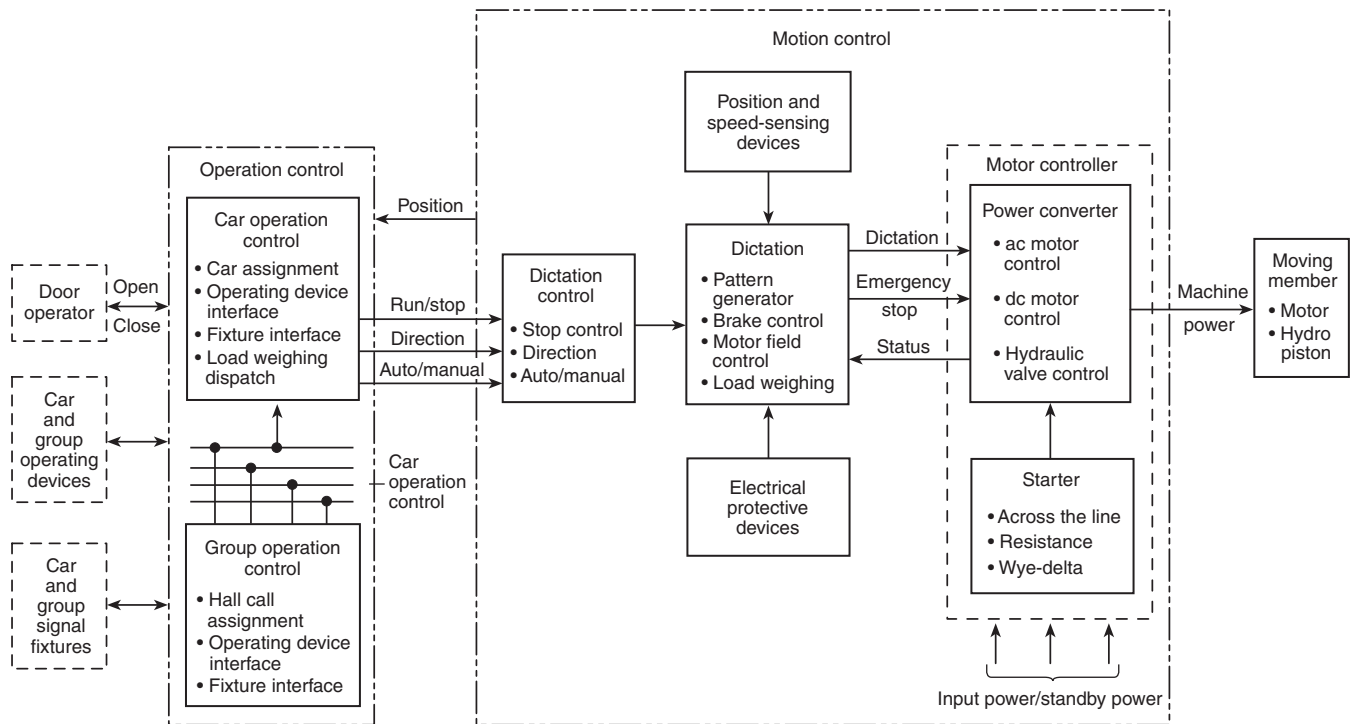 Motion control
Position and
speed-sensing
devices
Operation control
Motor controller
Car operation
control
• Car assignment
• Operating device
interface
• Fixture interface
• Load weighing
dispatch
Position
Power converter
• ac motor
control
• dc motor
control
• Hydraulic
valve control
Door
operator
Open
Close
Run/stop
Direction
Auto/manual
Dictation
control
• Stop control
• Direction
• Auto/manual
Dictation
• Pattern
generator
• Brake control
• Motor field
control
• Load weighing
Dictation
Emergency
stop
Status
Machine
power
Moving
member
• Motor
• Hydro
piston
Car
and
group
operating
devices
Car
operation
control
Electrical
protective
devices
Starter
• Across the line
• Resistance
• Wye-delta
Car
and
group
signal
fixtures
Group operation
control
• Hall call
assignment
• Operating device
interface
• Fixture interface
Input power/standby power